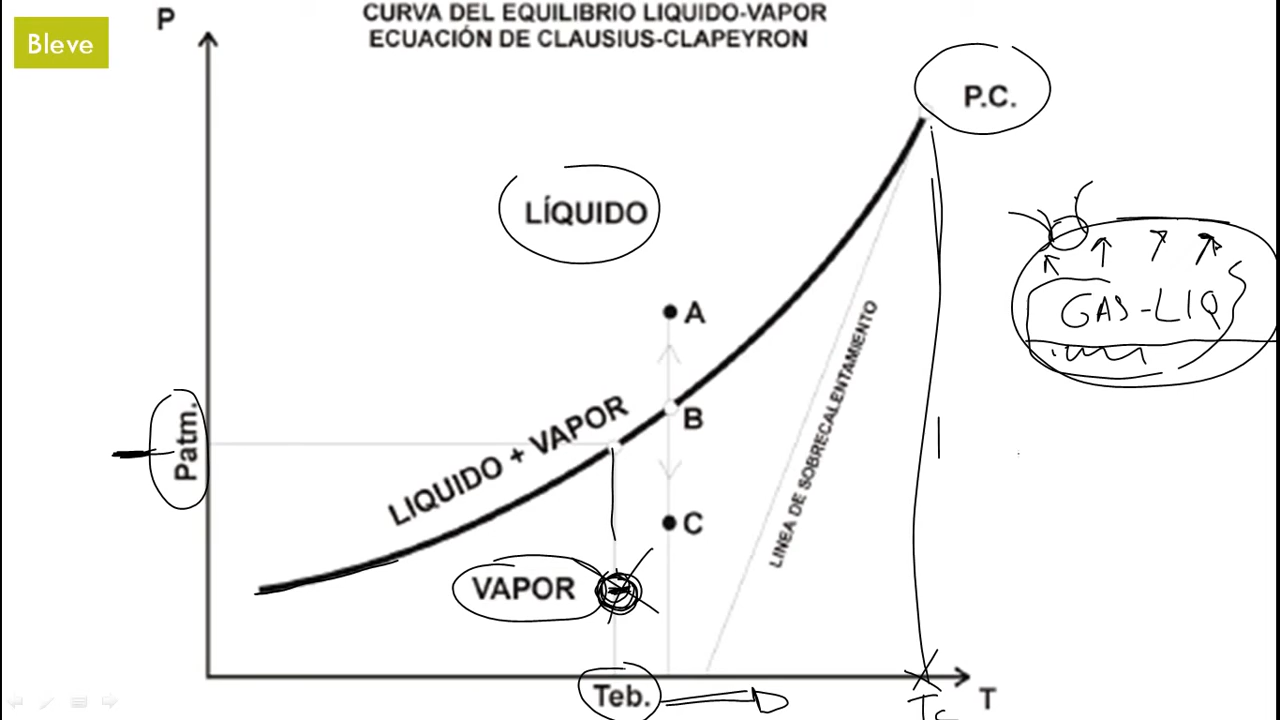 Bleve
P
CURVA DEL EQUILIBRIO LIQUIDO-VAPOR
ECUACIÓN DE CLAUSIUS-CLAPEYRON
P.C.
LÍQUIDO
GAS-LIQ
A
B
Patm.
LIQUIDO + VAPOR
LINEA DE SOBRECALENTAMIENTO
C
VAPOR
Teb.
T
Tc